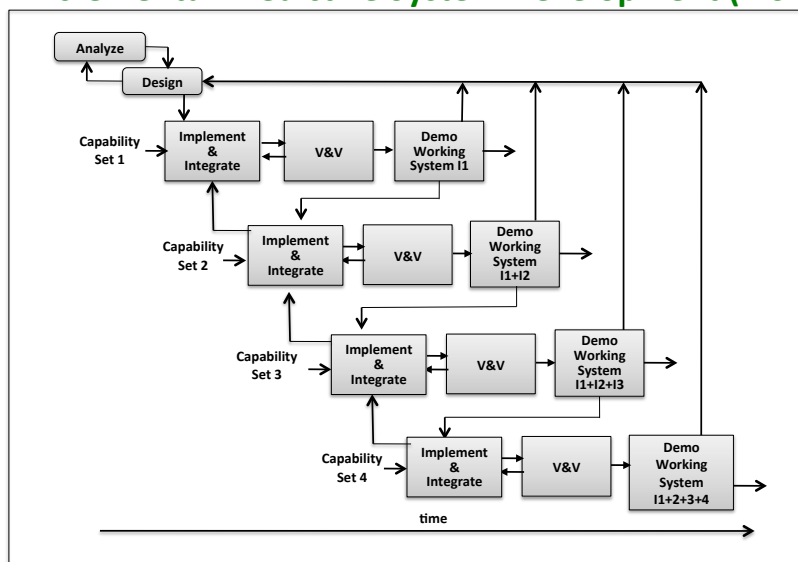 System Development
Analyze
Design
Capability
Set 1
Implement
&
Integrate
V&V
Demo
Working
System I1
Capability
Set 2
Implement
&
Integrate
V&V
Demo
Working
System
I1+I2
Capability
Set 3
Implement
&
Integrate
V&V
Demo
Working
System
I1+I2+I3
Capability
Set 4
Implement
&
Integrate
V&V
Demo
Working
System
I1+2+3+4
time